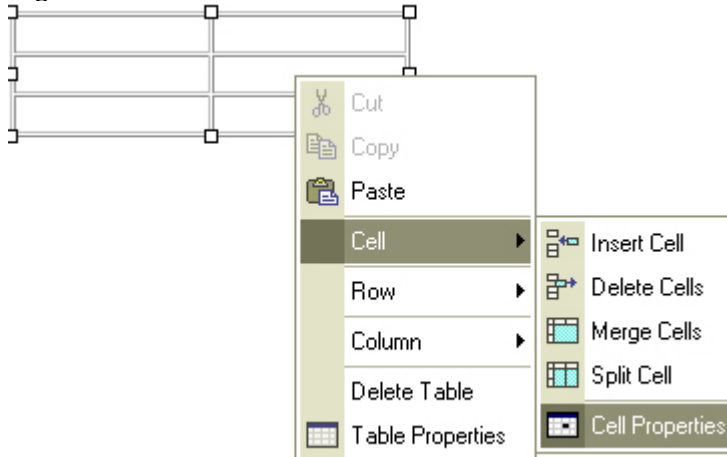 Cut
Copy
Paste
Cell
Row
Column
Delete Table
Table Properties
Insert Cell
Delete Cells
Merge Cells
Split Cell
Cell Properties